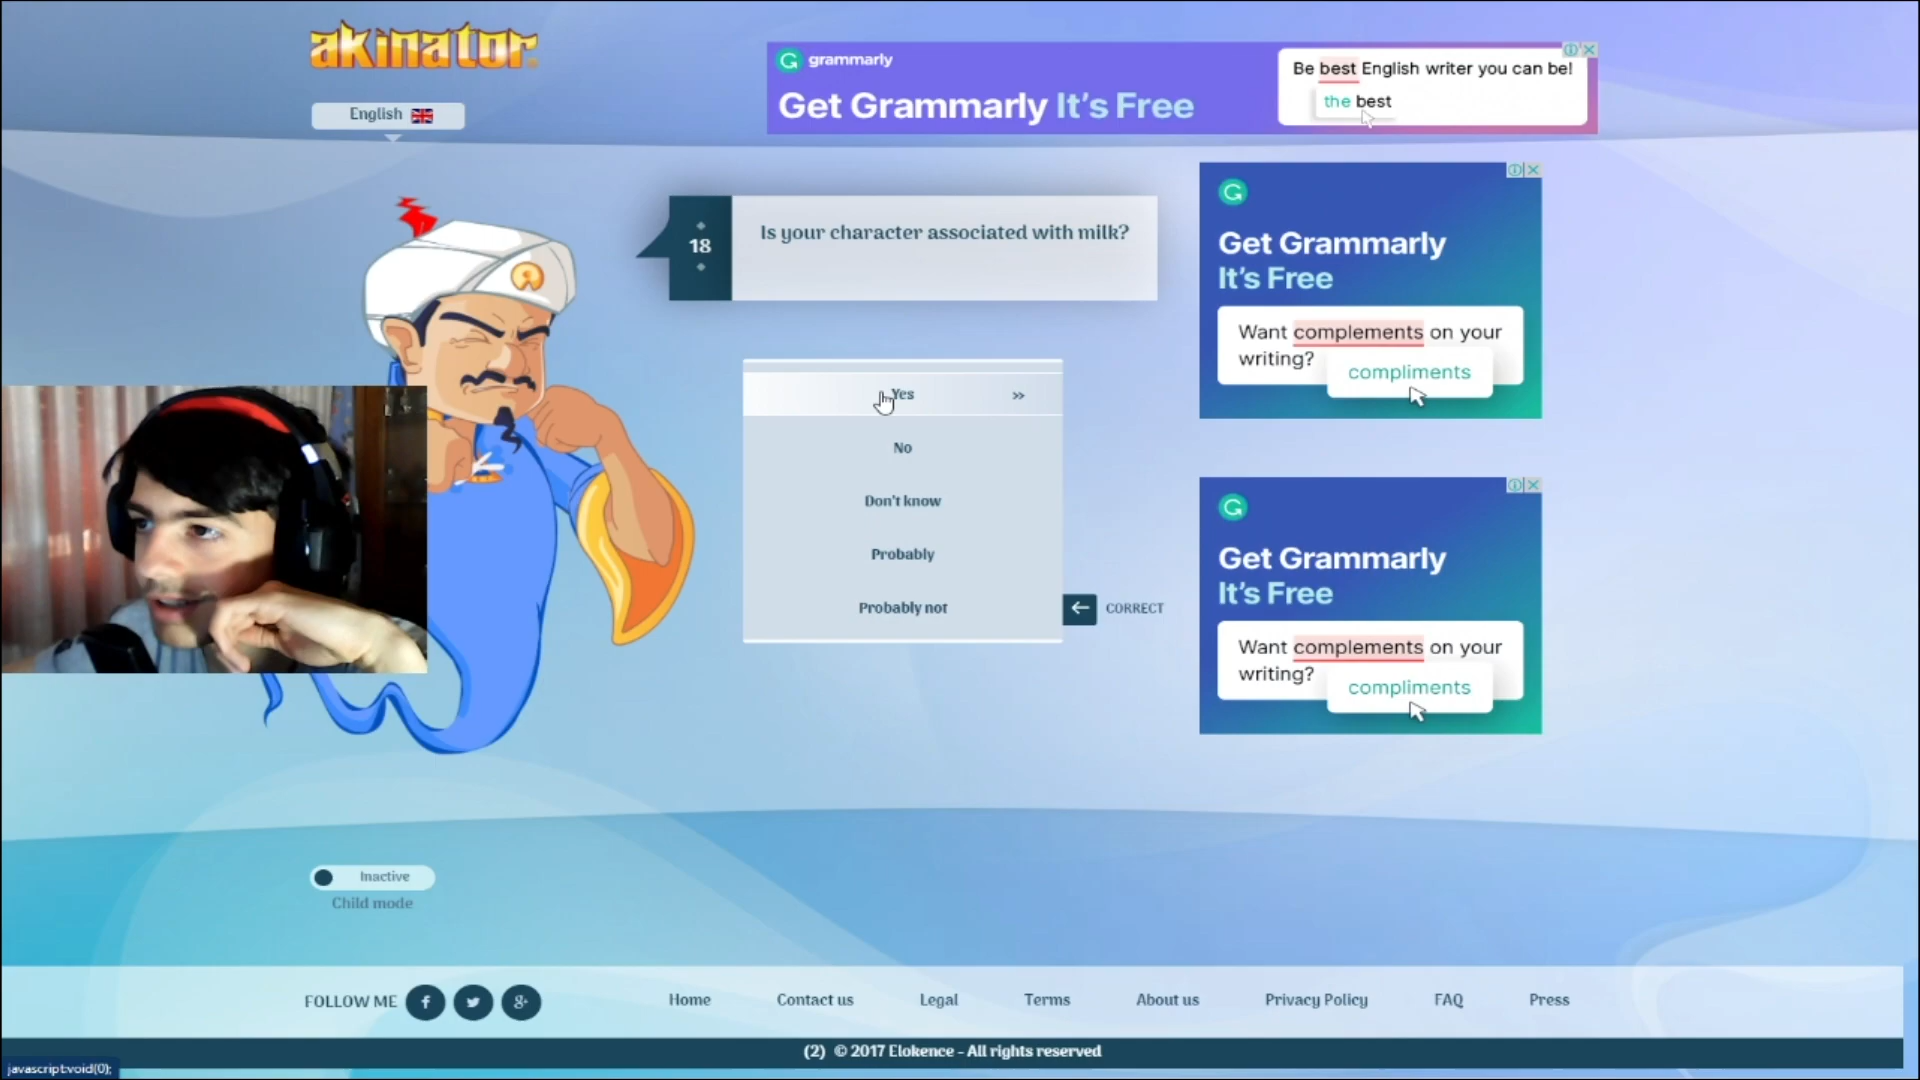 akinator
English
grammarly
Get Grammarly It's Free
Be best English writer you can be!
the best
18
Is your character associated with milk?
Yes
No
Don't know
Probably
Probably not
CORRECT
Get Grammarly
It's Free
Want complements on your
writing?
compliments
Get Grammarly
It's Free
Want complements on your
writing?
compliments
Inactive
Child mode
FOLLOW ME
Home
Contact us
Legal
Terms
About us
Privacy Policy
FAQ
Press
(2) © 2017 Elokence - All rights reserved
javascript:void(0);